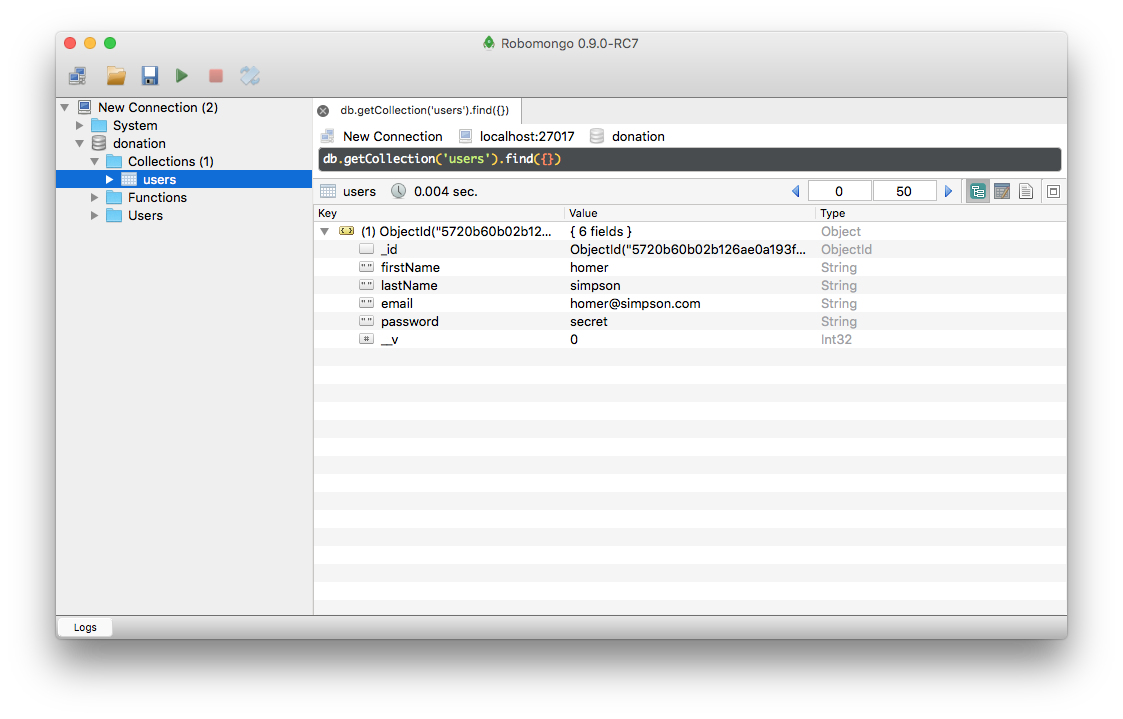 Robomongo 0.9.0-RC7
New Connection (2)
System
donation
Collections (1)
users
Functions
Users
db.getCollection('users').find({})
New Connection localhost:27017 donation
db.getCollection('users').find({})
users 0.004 sec. 0 50
Key Value Type
(1) ObjectId("5720b60b02b12... { 6 fields } Object
_id ObjectId("5720b60b02b126ae0a193f... ObjectId
firstName homer String
lastName simpson String
email homer@simpson.com String
password secret String
__v 0 Int32
Logs